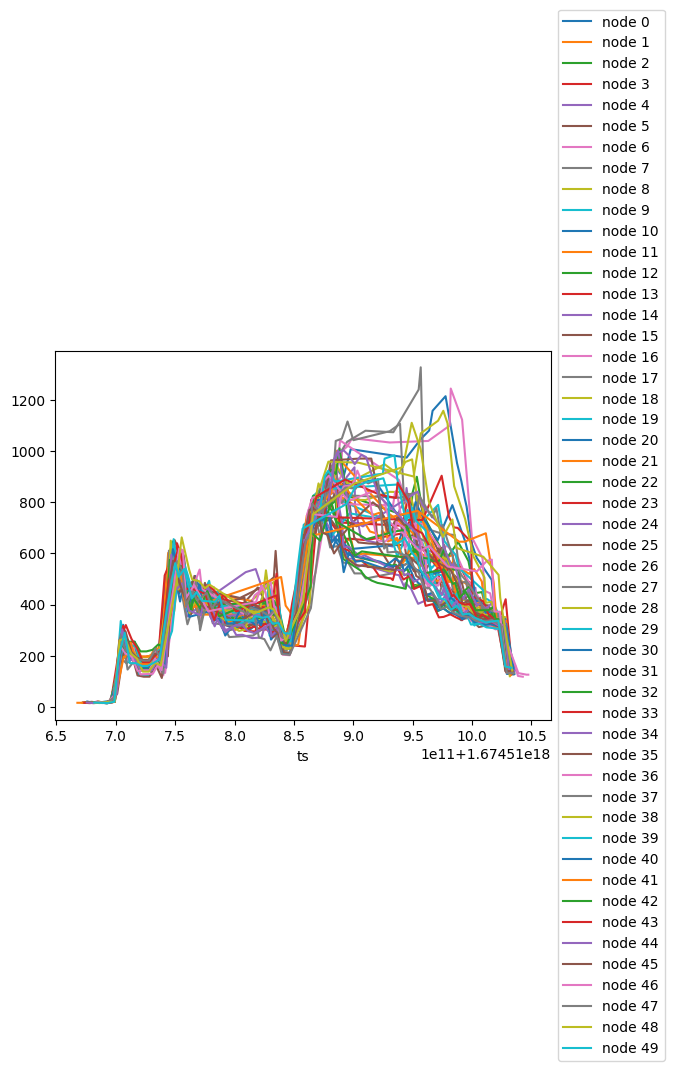 1200
1000
800
600
400
200
0
6.5 7.0 7.5 8.0 8.5 9.0 9.5 10.0 10.5
ts
1e11+1.67451e18
node 0
node 1
node 2
node 3
node 4
node 5
node 6
node 7
node 8
node 9
node 10
node 11
node 12
node 13
node 14
node 15
node 16
node 17
node 18
node 19
node 20
node 21
node 22
node 23
node 24
node 25
node 26
node 27
node 28
node 29
node 30
node 31
node 32
node 33
node 34
node 35
node 36
node 37
node 38
node 39
node 40
node 41
node 42
node 43
node 44
node 45
node 46
node 47
node 48
node 49